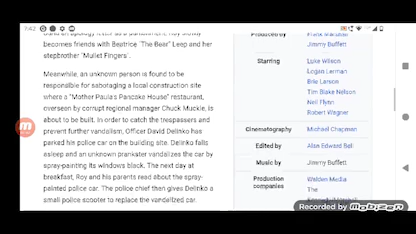 7:43
becomes friends with Beatrice "The Bear" Leep and her
stepbrother "Mullet Fingers".
Meanwhile, an unknown person is found to be
responsible for sabotaging a local construction site
where a "Mother Paula's Pancake House" restaurant,
overseen by corrupt regional manager Chuck Muckle, is
about to be built. In order to catch the trespassers and
prevent further vandalism, Officer David Delinko has
parked his police car on the building site. Delinko falls
asleep and an unknown prankster vandalizes the car by
spray-painting its windows black. The next day at
breakfast, Roy and his parents read about the spray-
painted police car. The police chief then gives Delinko a
small police scooter to replace the vandalized car.
Produced by
Frank Marshall
Jimmy Buffett
Starring
Luke Wilson
Logan Lerman
Brie Larson
Tim Blake Nelson
Neil Flynn
Robert Wagner
Cinematography
Michael Chapman
Edited by
Alan Edward Bell
Music by
Jimmy Buffett
Production
companies
Walden Media
The
Recorded by Mobizen